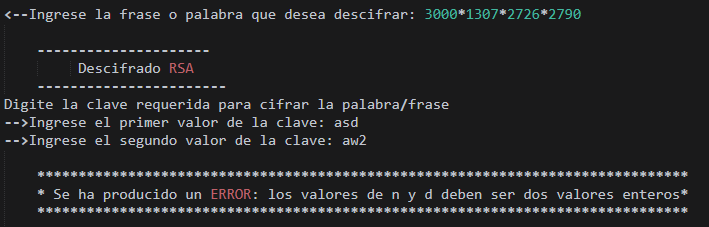 <--Ingrese la frase o palabra que desea descifrar: 3000*1307*2726*2790
---------------------
Descifrado RSA
-----------------------
Digite la clave requerida para cifrar la palabra/frase
-->Ingrese el primer valor de la clave: asd
-->Ingrese el segundo valor de la clave: aw2
*******************************************************************************
* Se ha producido un ERROR: los valores de n y d deben ser dos valores enteros*
*******************************************************************************